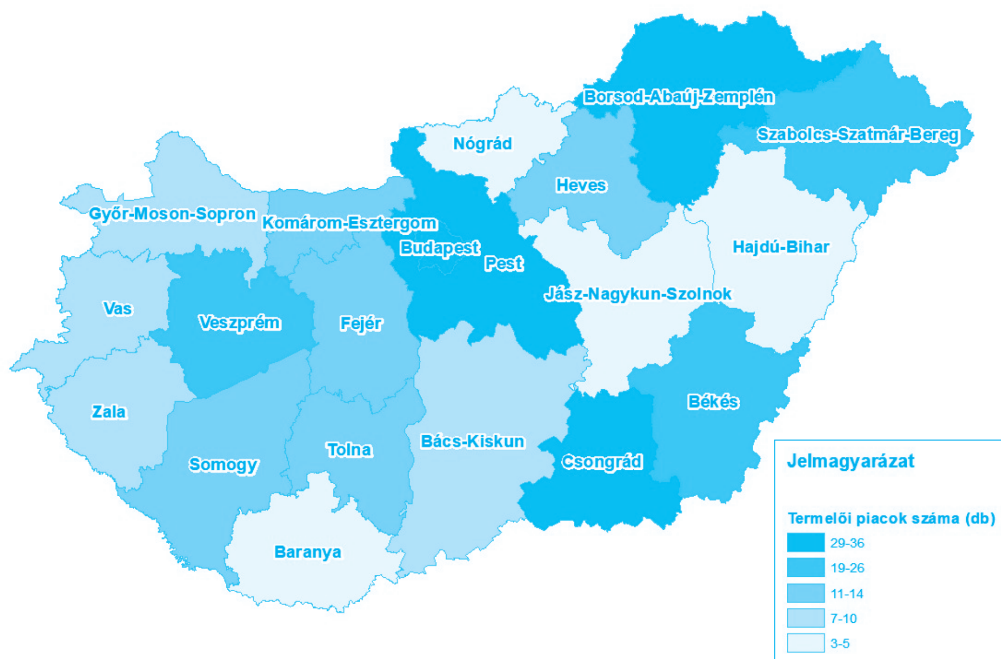 Borsod-Abaúj-Zemplén
Szabolcs-Szatmár-Bereg
Nógrád
Heves
Győr-Moson-Sopron
Komárom-Esztergom
Budapest
Pest
Hajdú-Bihar
Jász-Nagykun-Szolnok
Vas
Veszprém
Fejér
Zala
Békés
Somogy
Tolna
Bács-Kiskun
Csongrád
Baranya
Jelmagyarázat
Termelői piacok száma (db)
29-36
19-26
11-14
7-10
3-5